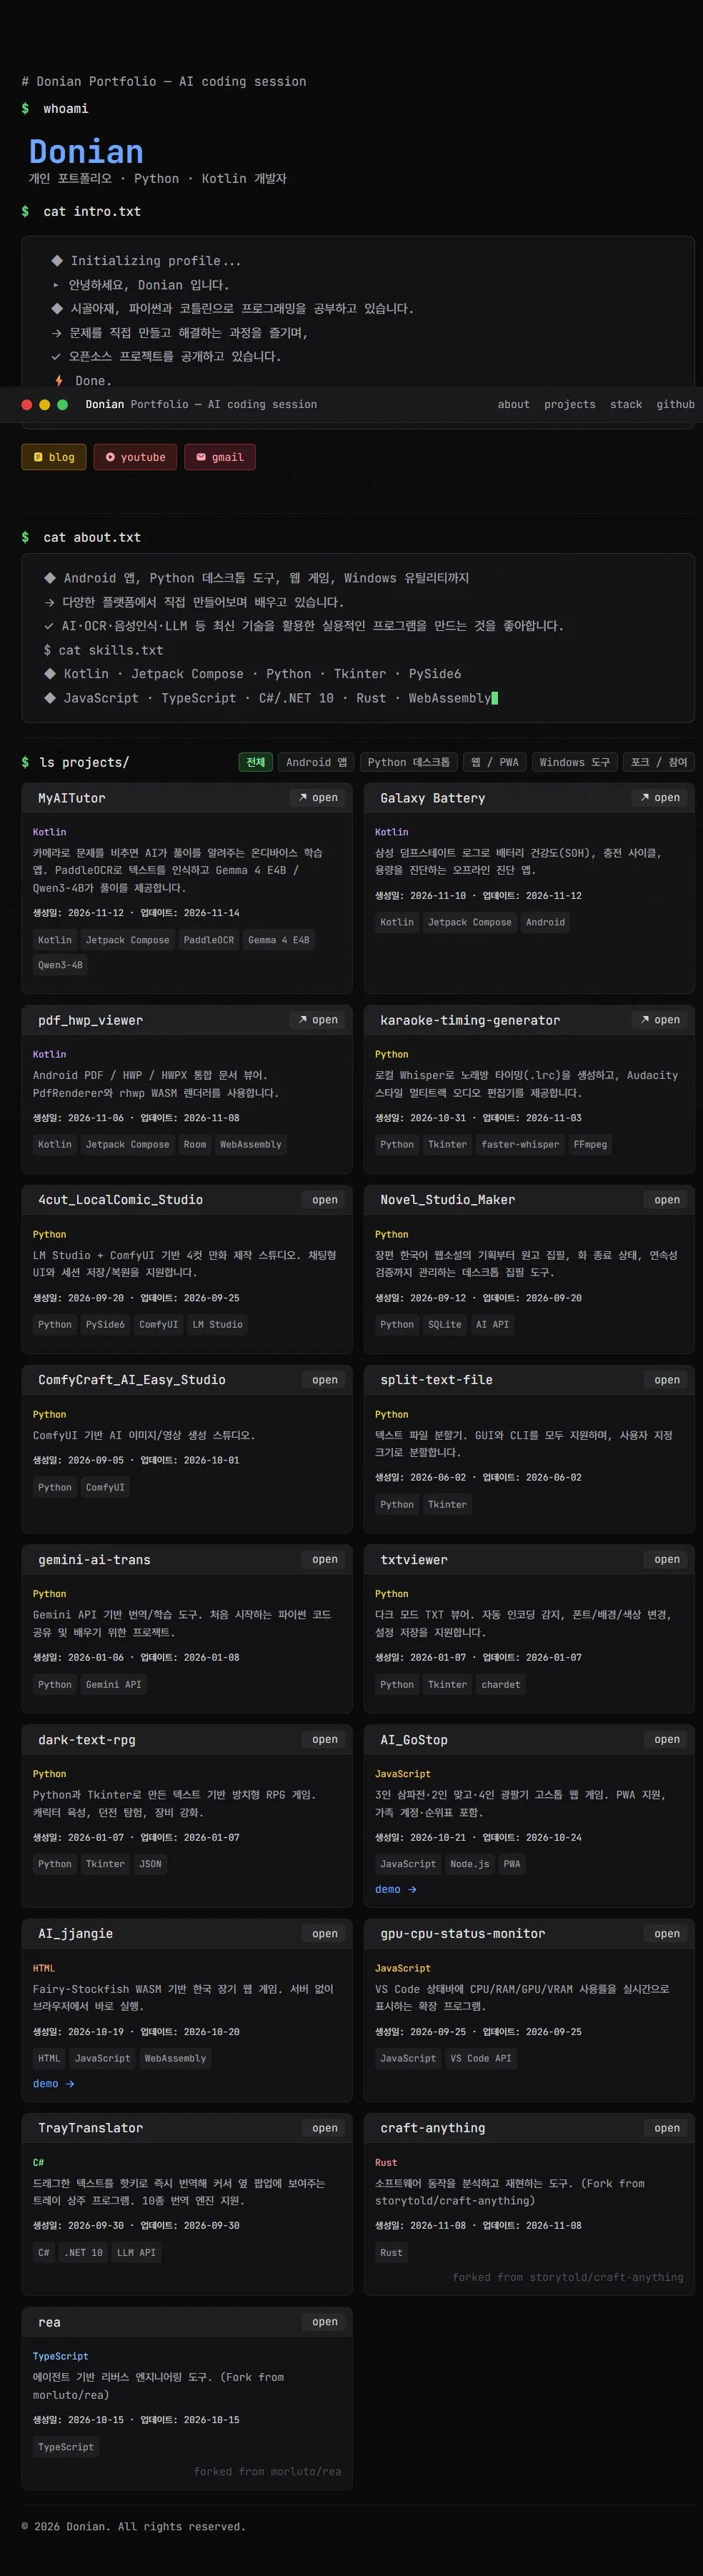 # Donian Portfolio — AI coding session
$ whoami
Donian
개인 포트폴리오 · Python · Kotlin 개발자
$ cat intro.txt
◆ Initializing profile...
▸ 안녕하세요, Donian 입니다.
◆ 시골아재, 파이썬과 코틀린으로 프로그래밍을 공부하고 있습니다.
→ 문제를 직접 만들고 해결하는 과정을 즐기며,
✓ 오픈소스 프로젝트를 공개하고 있습니다.
⚡ Done.
Donian Portfolio — AI coding session
about projects stack github
blog youtube gmail
$ cat about.txt
◆ Android 앱, Python 데스크톱 도구, 웹 게임, Windows 유틸리티까지
→ 다양한 플랫폼에서 직접 만들어보며 배우고 있습니다.
✓ AI·OCR·음성인식·LLM 등 최신 기술을 활용한 실용적인 프로그램을 만드는 것을 좋아합니다.
$ cat skills.txt
◆ Kotlin · Jetpack Compose · Python · Tkinter · PySide6
◆ JavaScript · TypeScript · C#/.NET 10 · Rust · WebAssembly
$ ls projects/
전체 Android 앱 Python 데스크톱 웹 / PWA Windows 도구 포크 / 참여
MyAITutor ↗ open
Kotlin
카메라로 문제를 비추면 AI가 풀이를 알려주는 온디바이스 학습
앱. PaddleOCR로 텍스트를 인식하고 Gemma 4 E4B /
Qwen3-4B가 풀이를 제공합니다.
생성일: 2026-11-12 · 업데이트: 2026-11-14
Kotlin Jetpack Compose PaddleOCR Gemma 4 E4B
Qwen3-4B
Galaxy Battery ↗ open
Kotlin
삼성 덤프스테이트 로그로 배터리 건강도(SOH), 충전 사이클,
용량을 진단하는 오프라인 진단 앱.
생성일: 2026-11-10 · 업데이트: 2026-11-12
Kotlin Jetpack Compose Android
pdf_hwp_viewer ↗ open
Kotlin
Android PDF / HWP / HWPX 통합 문서 뷰어.
PdfRenderer와 rhwp WASM 렌더러를 사용합니다.
생성일: 2026-11-06 · 업데이트: 2026-11-08
Kotlin Jetpack Compose Room WebAssembly
karaoke-timing-generator ↗ open
Python
로컬 Whisper로 노래방 타이밍(.lrc)을 생성하고, Audacity
스타일 멀티트랙 오디오 편집기를 제공합니다.
생성일: 2026-10-31 · 업데이트: 2026-11-03
Python Tkinter faster-whisper FFmpeg
4cut_LocalComic_Studio open
Python
LM Studio + ComfyUI 기반 4컷 만화 제작 스튜디오. 채팅형
UI와 세션 저장/복원을 지원합니다.
생성일: 2026-09-20 · 업데이트: 2026-09-25
Python PySide6 ComfyUI LM Studio
Novel_Studio_Maker open
Python
장편 한국어 웹소설의 기획부터 원고 집필, 화 종료 상태, 연속성
검증까지 관리하는 데스크톱 집필 도구.
생성일: 2026-09-12 · 업데이트: 2026-09-20
Python SQLite AI API
ComfyCraft_AI_Easy_Studio open
Python
ComfyUI 기반 AI 이미지/영상 생성 스튜디오.
생성일: 2026-09-05 · 업데이트: 2026-10-01
Python ComfyUI
split-text-file open
Python
텍스트 파일 분할기. GUI와 CLI를 모두 지원하며, 사용자 지정
크기로 분할합니다.
생성일: 2026-06-02 · 업데이트: 2026-06-02
Python Tkinter
gemini-ai-trans open
Python
Gemini API 기반 번역/학습 도구. 처음 시작하는 파이썬 코드
공유 및 배우기 위한 프로젝트.
생성일: 2026-01-06 · 업데이트: 2026-01-08
Python Gemini API
txtviewer open
Python
다크 모드 TXT 뷰어. 자동 인코딩 감지, 폰트/배경/색상 변경,
설정 저장을 지원합니다.
생성일: 2026-01-07 · 업데이트: 2026-01-07
Python Tkinter chardet
dark-text-rpg open
Python
Python과 Tkinter로 만든 텍스트 기반 방치형 RPG 게임.
캐릭터 육성, 던전 탐험, 장비 강화.
생성일: 2026-01-07 · 업데이트: 2026-01-07
Python Tkinter JSON
AI_GoStop open
JavaScript
3인 삼파전·2인 맞고·4인 광팔기 고스톱 웹 게임. PWA 지원,
가족 계정·순위표 포함.
생성일: 2026-10-21 · 업데이트: 2026-10-24
JavaScript Node.js PWA
demo →
AI_jjangie open
HTML
Fairy-Stockfish WASM 기반 한국 장기 웹 게임. 서버 없이
브라우저에서 바로 실행.
생성일: 2026-10-19 · 업데이트: 2026-10-20
HTML JavaScript WebAssembly
demo →
gpu-cpu-status-monitor open
JavaScript
VS Code 상태바에 CPU/RAM/GPU/VRAM 사용률을 실시간으로
표시하는 확장 프로그램.
생성일: 2026-09-25 · 업데이트: 2026-09-25
JavaScript VS Code API
TrayTranslator open
C#
드래그한 텍스트를 핫키로 즉시 번역해 커서 옆 팝업에 보여주는
트레이 상주 프로그램. 10종 번역 엔진 지원.
생성일: 2026-09-30 · 업데이트: 2026-09-30
C# .NET 10 LLM API
craft-anything open
Rust
소프트웨어 동작을 분석하고 재현하는 도구. (Fork from
storytold/craft-anything)
생성일: 2026-11-08 · 업데이트: 2026-11-08
Rust
forked from storytold/craft-anything
rea open
TypeScript
에이전트 기반 리버스 엔지니어링 도구. (Fork from
morluto/rea)
생성일: 2026-10-15 · 업데이트: 2026-10-15
TypeScript
forked from morluto/rea
© 2026 Donian. All rights reserved.